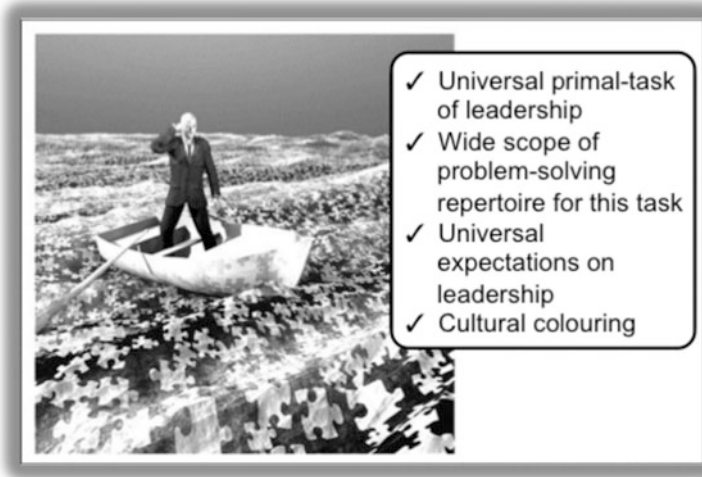 ✓ Universal primal-task
of leadership
✓ Wide scope of
problem-solving
repertoire for this task
✓ Universal
expectations on
leadership
✓ Cultural colouring